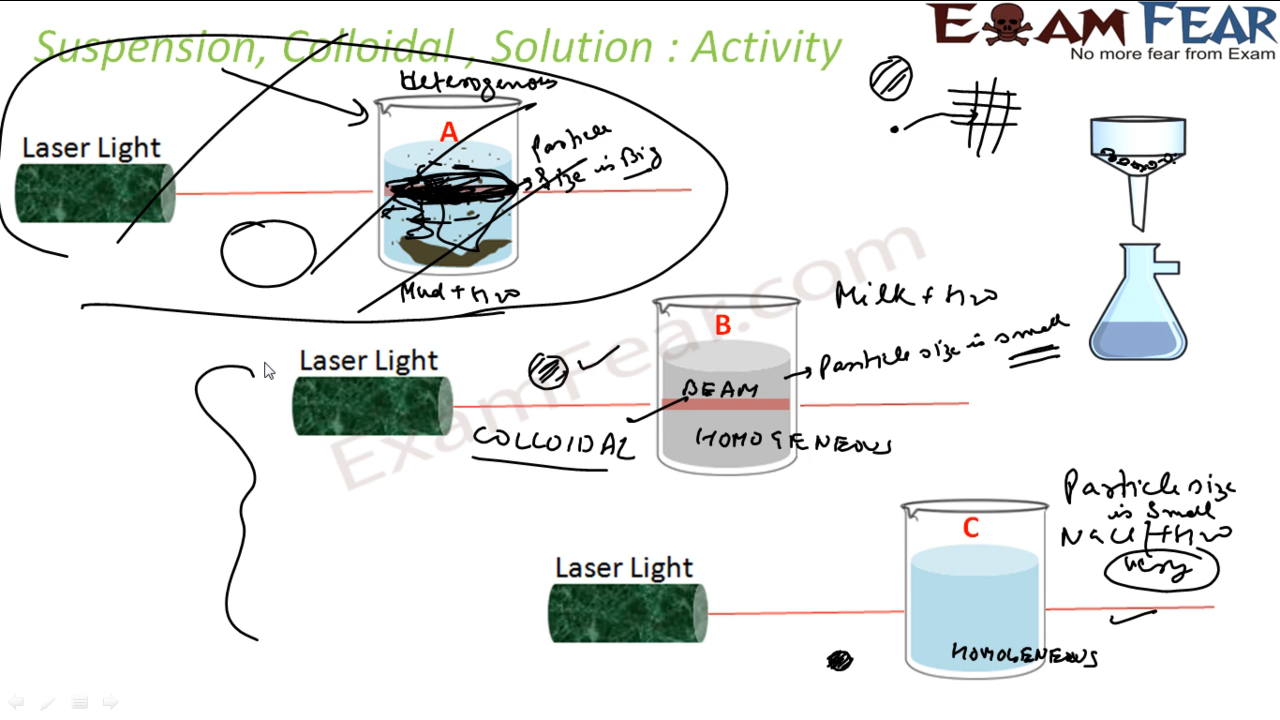 Suspension, Colloidal , Solution : Activity
EXAM FEAR
No more fear from Exam
Heterogenous
A
Laser Light
Particle
Size is Big
Mud + H2O
B
Milk + H2O
Particle size is small
Laser Light
BEAM
COLLOIDAL
HOMOGENEOUS
ExamFear.com
Particle size
is small
NaCl + H2O
very
C
Laser Light
HOMOGENEOUS